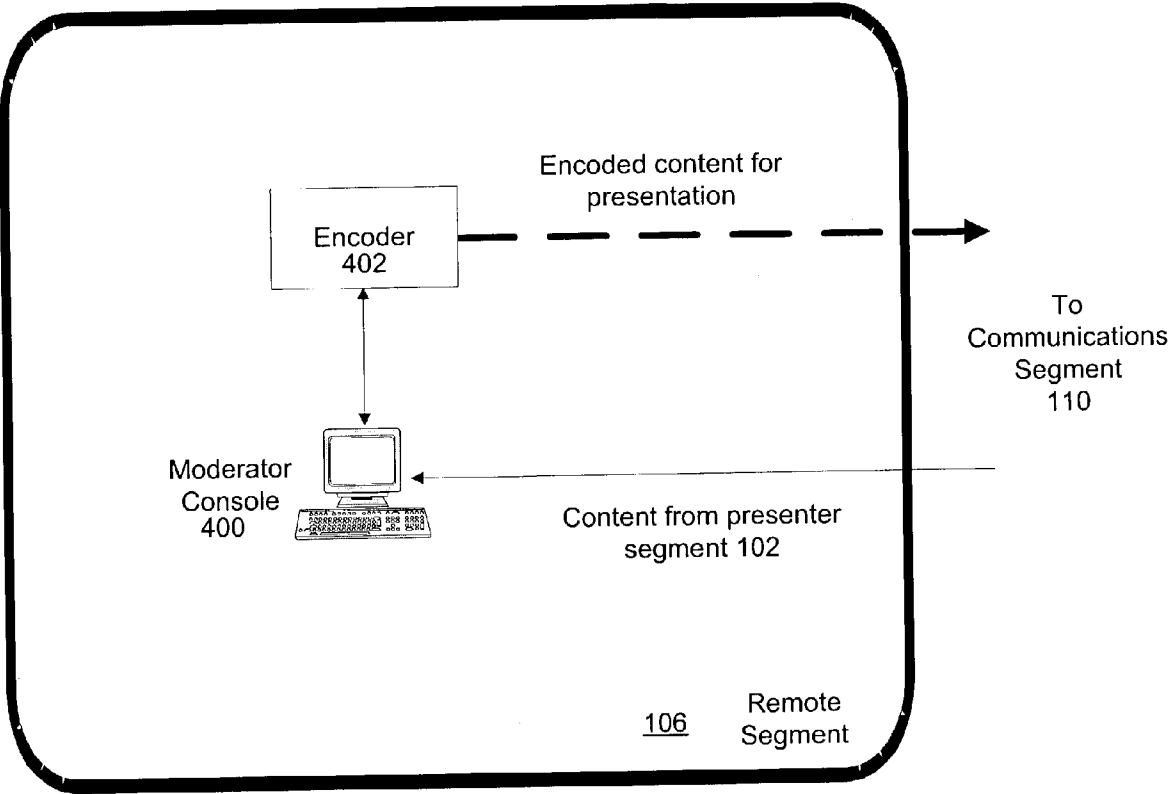 Encoded content for
presentation
Encoder
402
To
Communications
Segment
110
Moderator
Console
400
Content from presenter
segment 102
106
Remote
Segment